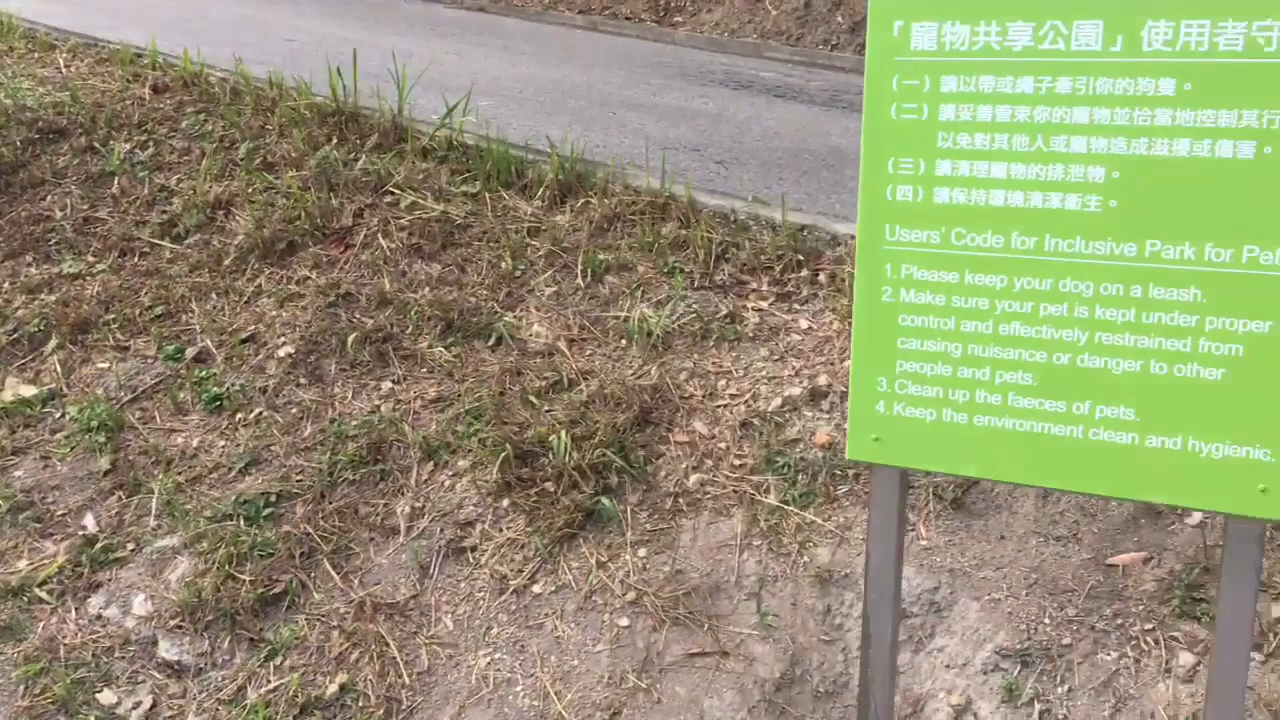 「寵物共享公園」使用者守
（一）請以帶或繩子牽引你的狗隻。
（二）請妥善管束你的寵物並恰當地控制其行
以免對其他人或寵物造成滋擾或傷害。
（三）請清理寵物的排泄物。
（四）請保持環境清潔衞生。
Users' Code for Inclusive Park for Pet
1. Please keep your dog on a leash.
2. Make sure your pet is kept under proper
control and effectively restrained from
causing nuisance or danger to other
people and pets.
3. Clean up the faeces of pets.
4. Keep the environment clean and hygienic.